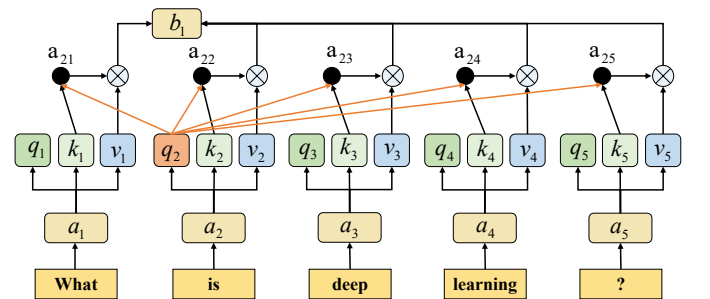 b₁
a₂₁ a₂₂ a₂₃ a₂₄ a₂₅
q₁ k₁ v₁ q₂ k₂ v₂ q₃ k₃ v₃ q₄ k₄ v₄ q₅ k₅ v₅
a₁ a₂ a₃ a₄ a₅
What is deep learning ?